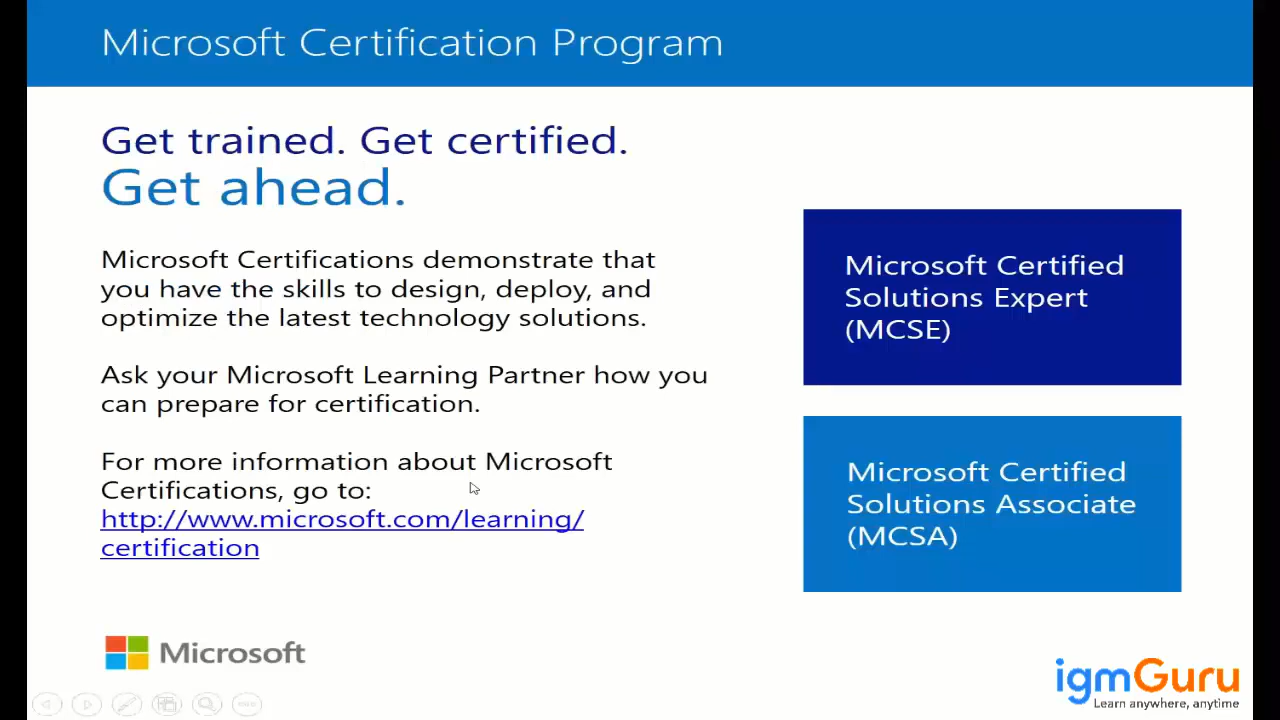 Microsoft Certification Program
Get trained. Get certified.
Get ahead.
Microsoft Certifications demonstrate that
you have the skills to design, deploy, and
optimize the latest technology solutions.
Ask your Microsoft Learning Partner how you
can prepare for certification.
For more information about Microsoft
Certifications, go to:
http://www.microsoft.com/learning/
certification
Microsoft Certified
Solutions Expert
(MCSE)
Microsoft Certified
Solutions Associate
(MCSA)
Microsoft
igmGuru
Learn anywhere, anytime